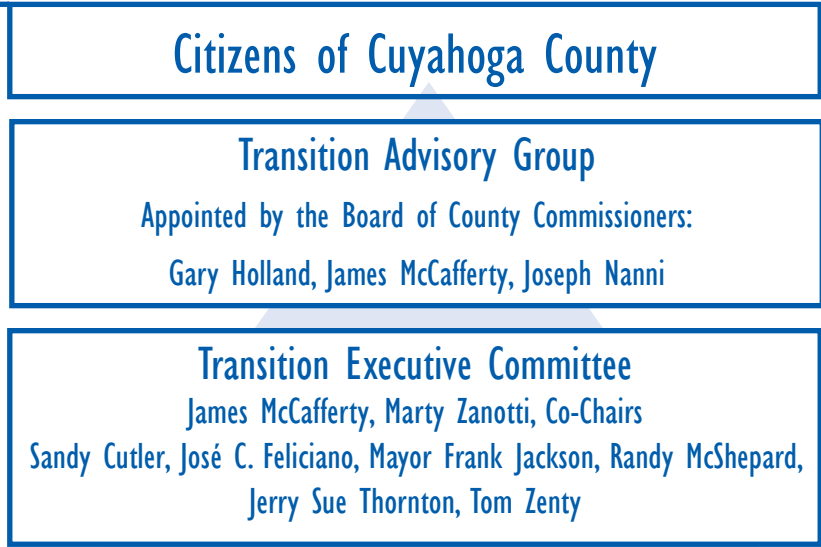 Citizens of Cuyahoga County
Transition Advisory Group
Appointed by the Board of County Commissioners:
Gary Holland, James McCafferty, Joseph Nanni
Transition Executive Committee
James McCafferty, Marty Zanotti, Co-Chairs
Sandy Cutler, José C. Feliciano, Mayor Frank Jackson, Randy McShepard,
Jerry Sue Thornton, Tom Zenty